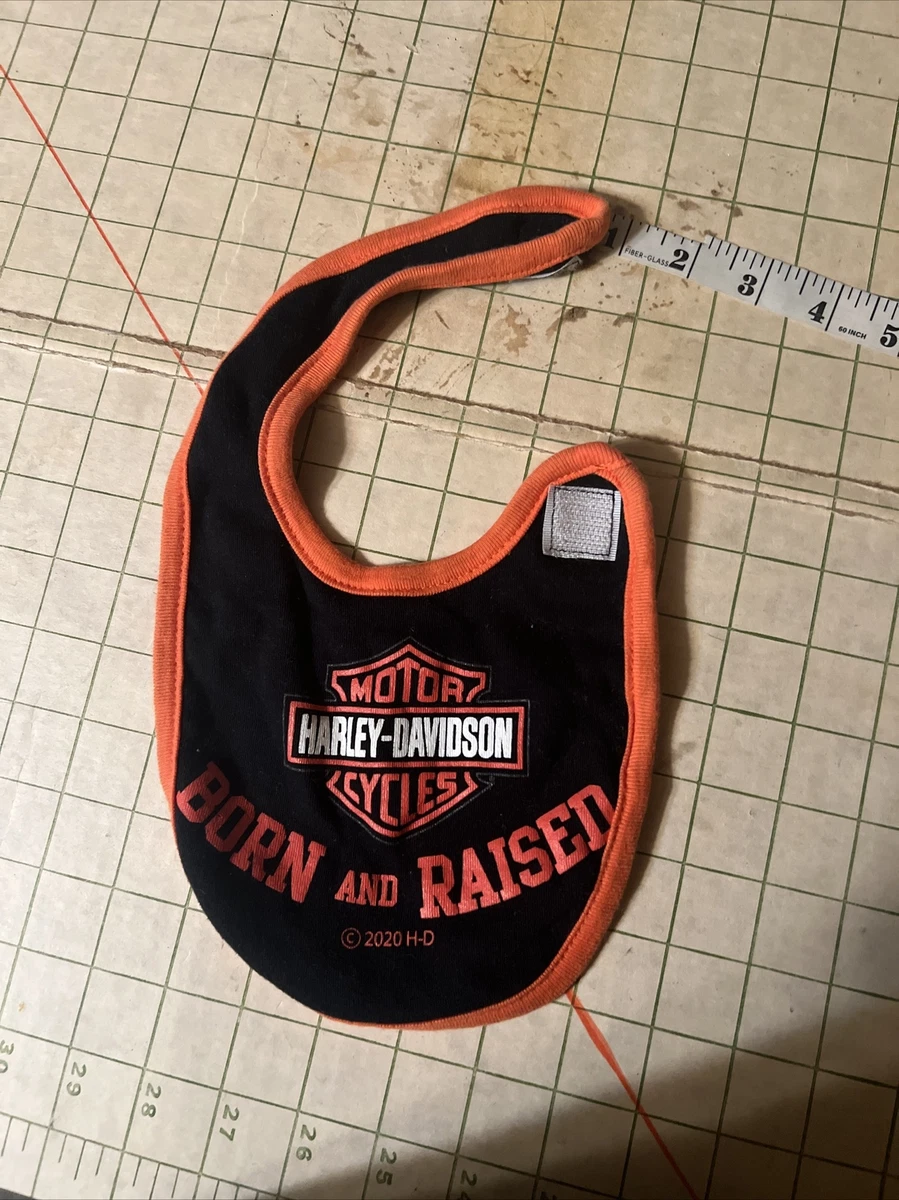 1 FIBER-GLASS 2 3 4 60 INCH 5
MOTOR
HARLEY-DAVIDSON
CYCLES
BORN AND RAISED
© 2020 H-D
30 29 28 27 26 25 24